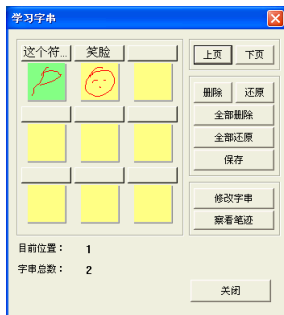 学习字串
这个符... 笑脸
上页 下页
删除 还原
全部删除
全部还原
保存
修改字串
察看笔迹
目前位置： 1
字串总数： 2
关闭